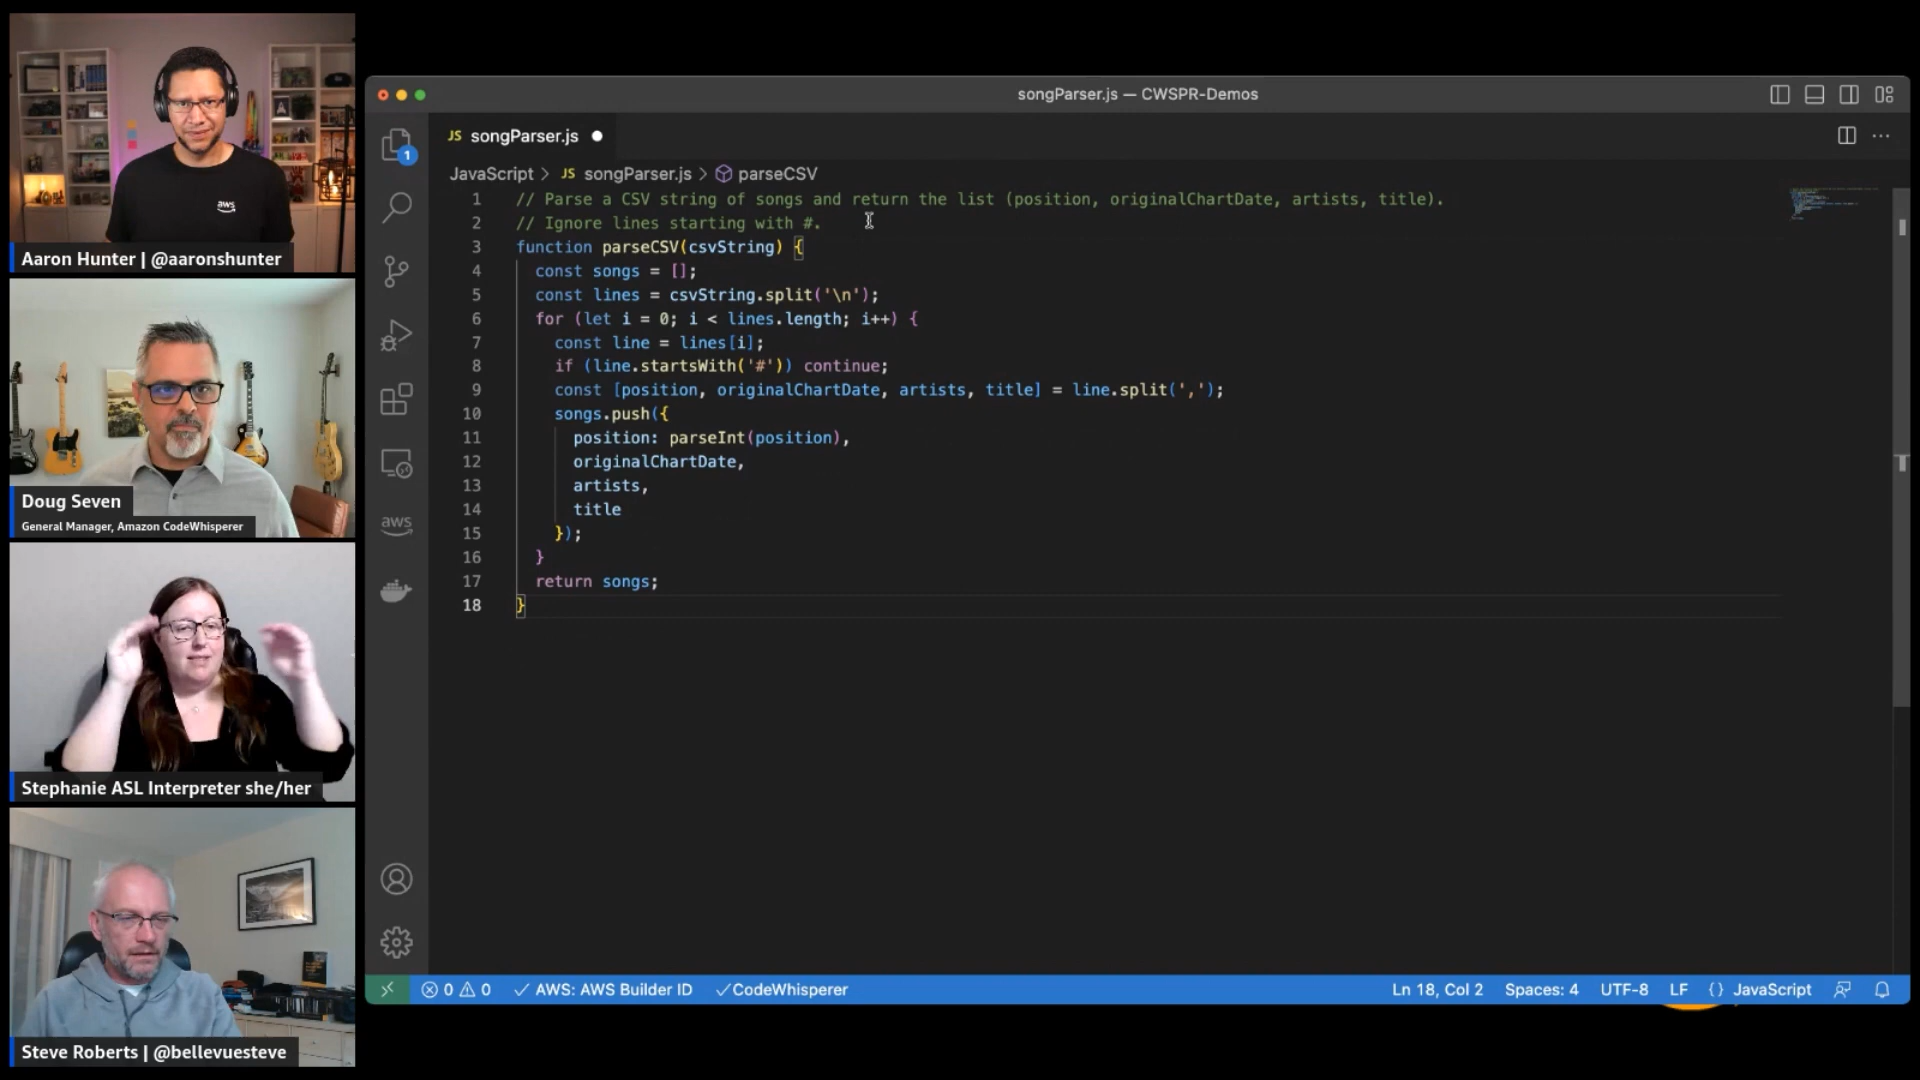 aws
Aaron Hunter | @aaronshunter
Doug Seven
General Manager, Amazon CodeWhisperer
Stephanie ASL Interpreter she/her
Steve Roberts | @bellevuesteve
songParser.js — CWSPR-Demos
JS songParser.js
JavaScript > JS songParser.js > parseCSV
1
aws
1 // Parse a CSV string of songs and return the list (position, originalChartDate, artists, title).
2 // Ignore lines starting with #.
3 function parseCSV(csvString) {
4 const songs = [];
5 const lines = csvString.split('\n');
6 for (let i = 0; i < lines.length; i++) {
7 const line = lines[i];
8 if (line.startsWith('#')) continue;
9 const [position, originalChartDate, artists, title] = line.split(',');
10 songs.push({
11 position: parseInt(position),
12 originalChartDate,
13 artists,
14 title
15 });
16 }
17 return songs;
18 }
0 0 AWS: AWS Builder ID CodeWhisperer Ln 18, Col 2 Spaces: 4 UTF-8 LF {} JavaScript